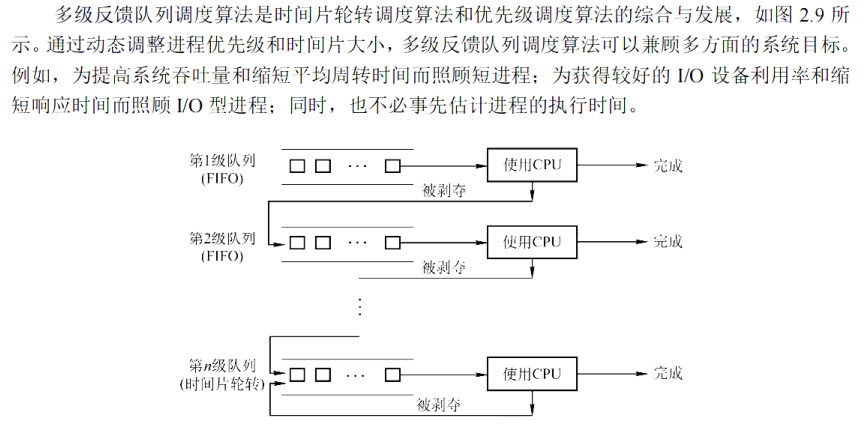 多级反馈队列调度算法是时间片轮转调度算法和优先级调度算法的综合与发展，如图 2.9 所
示。通过动态调整进程优先级和时间片大小，多级反馈队列调度算法可以兼顾多方面的系统目标。
例如，为提高系统吞吐量和缩短平均周转时间而照顾短进程；为获得较好的 I/O 设备利用率和缩
短响应时间而照顾 I/O 型进程；同时，也不必事先估计进程的执行时间。
第1级队列
(FIFO)
…
使用CPU
完成
被剥夺
第2级队列
(FIFO)
…
使用CPU
完成
被剥夺
⋮
第n级队列
(时间片轮转)
…
使用CPU
完成
被剥夺